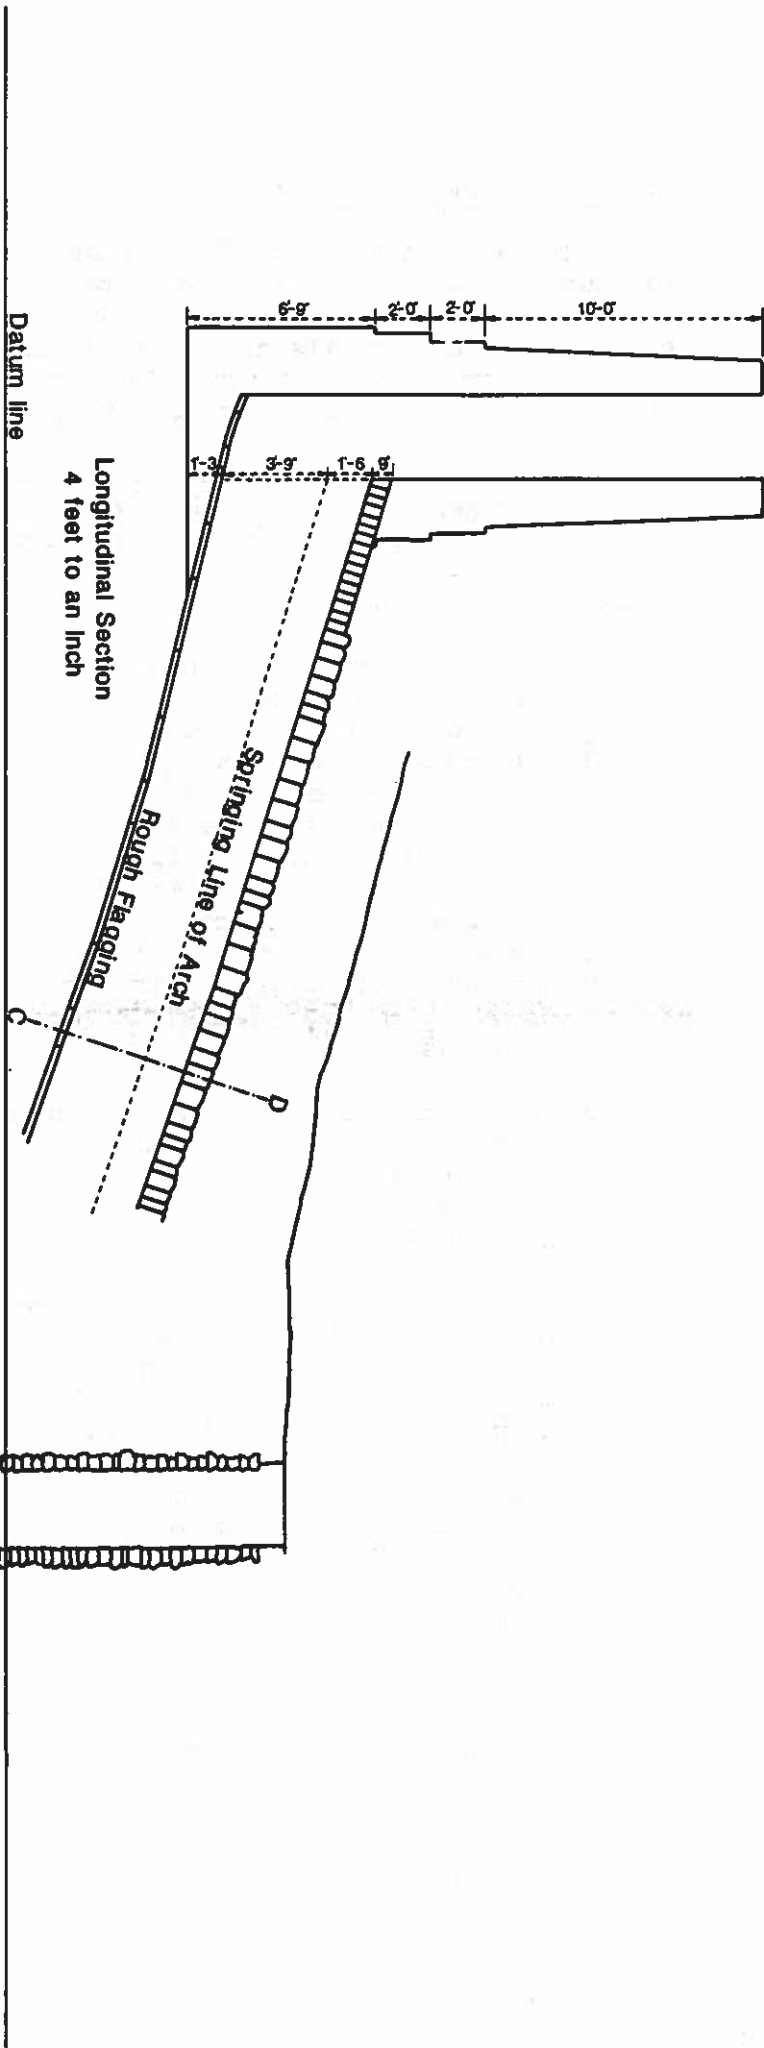 6'-9"
2'-0"
2'-0"
10'-0"
1'-3
3-9"
1'-6
9"
Springing Line of Arch
Rough Flagging
C
D
Longitudinal Section
4 feet to an Inch
Datum line